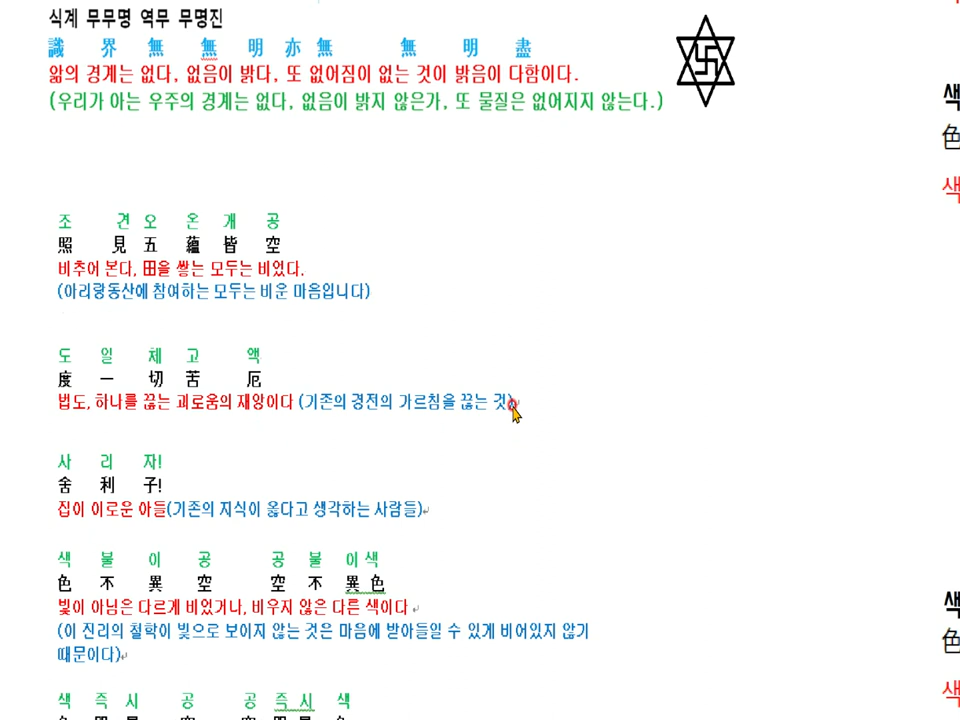 식계 무무명 역무 무명진
識 界 無 無 明 亦 無 無 明 盡
앎의 경계는 없다, 없음이 밝다, 또 없어짐이 없는 것이 밝음이 다함이다.
(우리가 아는 우주의 경계는 없다, 없음이 밝지 않은가, 또 물질은 없어지지 않는다.)
조 견 오 온 개 공
照 見 五 蘊 皆 空
비추어 본다, 田을 쌓는 모두는 비었다.
(아리랑동산에 참여하는 모두는 비운 마음입니다)
도 일 체 고 액
度 一 切 苦 厄
법도, 하나를 끊는 괴로움의 재앙이다 (기존의 경전의 가르침을 끊는 것)
사 리 자!
舍 利 子!
집이 이로운 아들(기존의 지식이 옳다고 생각하는 사람들)
색 불 이 공 공 불 이 색
色 不 異 空 空 不 異 色
빛이 아님은 다르게 비었거나, 비우지 않은 다른 색이다
(이 진리의 철학이 빛으로 보이지 않는 것은 마음에 받아들일 수 있게 비어있지 않기
때문이다)
색 즉 시 공 공 즉 시 색
색
色
색
색
色
색